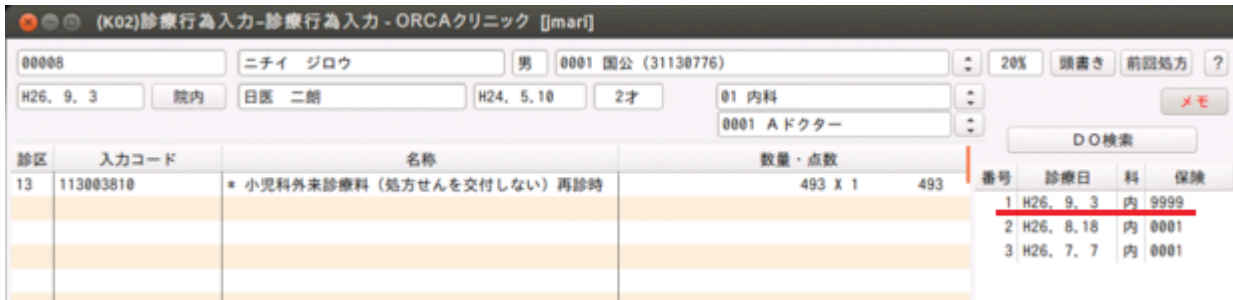 (K02)診療行為入力-診療行為入力 - ORCAクリニック [jmari]
00008 ニチイ ジロウ 男 0001 国公 (31130776) 20% 頭書き 前回処方 ?
H26. 9. 3 院内 日医 二朗 H24. 5.10 2才 01 内科 メモ
0001 Aドクター
DO検索
診区 入力コード 名称 数量・点数
13 113003810 * 小児科外来診療料（処方せんを交付しない）再診時 493 X 1 493
番号 診療日 科 保険
1 H26. 9. 3 内 9999
2 H26. 8.18 内 0001
3 H26. 7. 7 内 0001